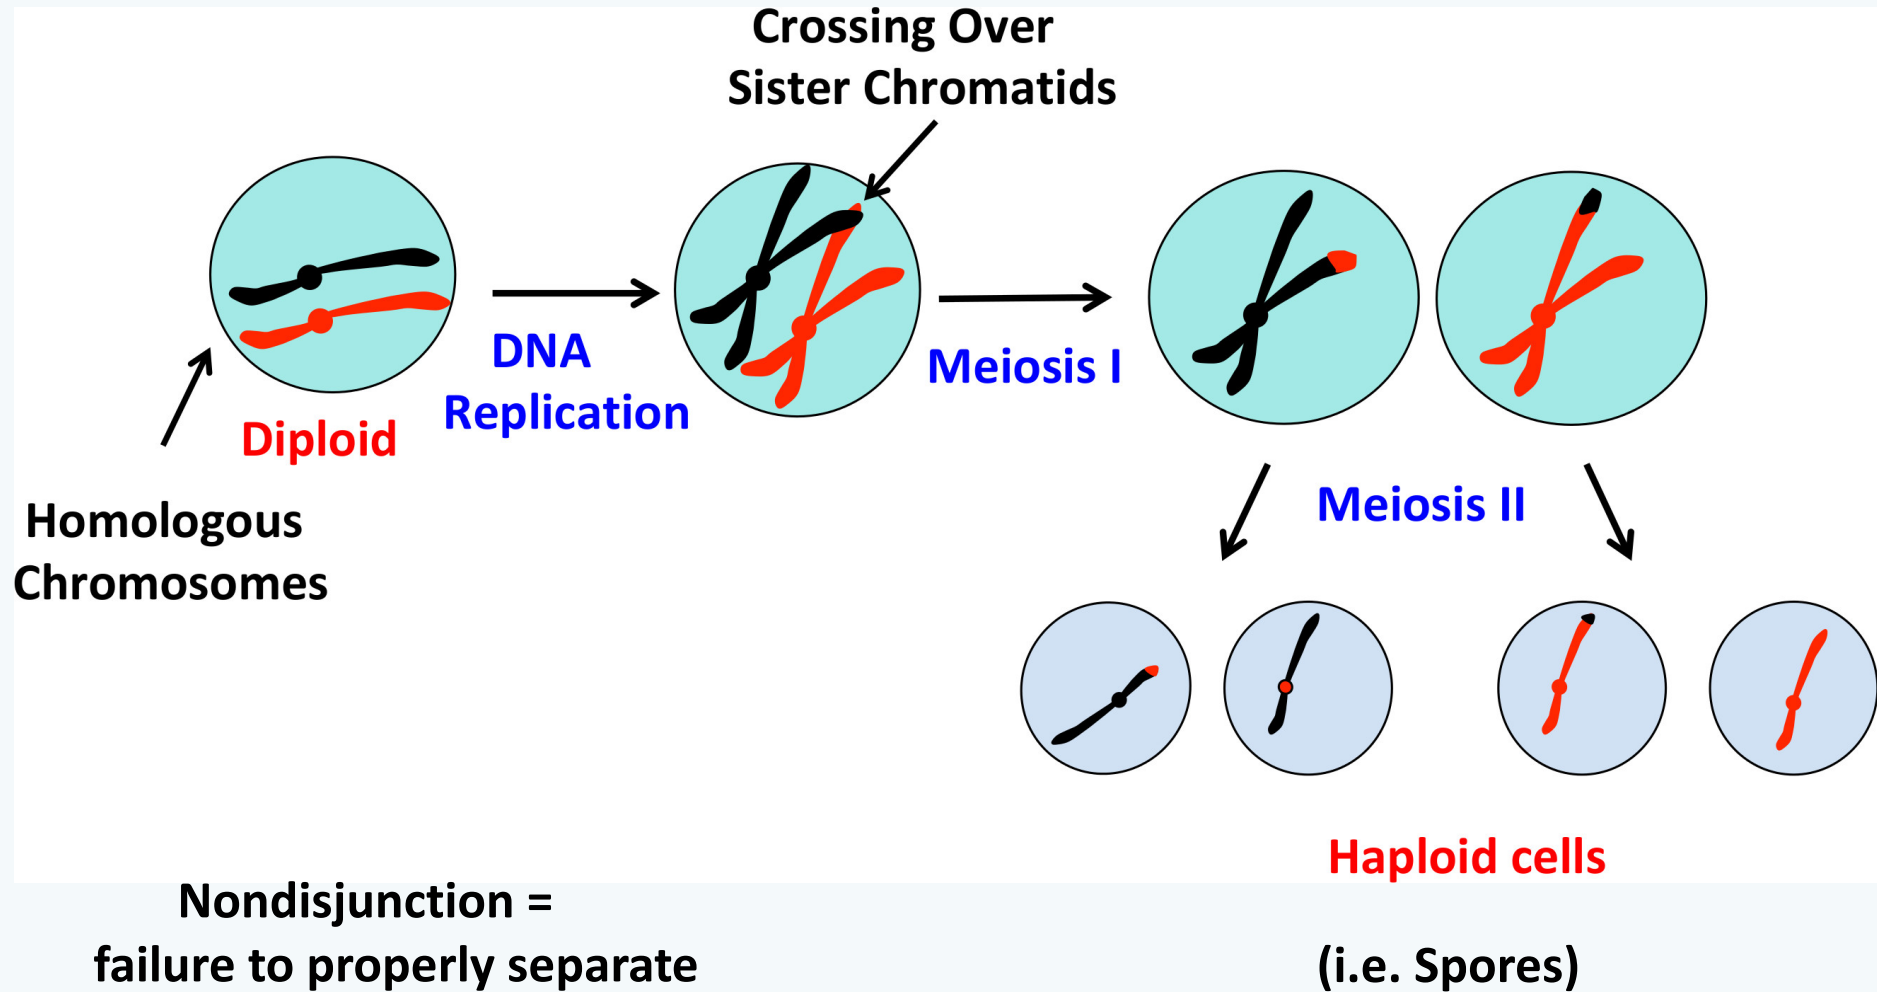 Crossing Over
Sister Chromatids
DNA
Replication
Meiosis I
Diploid
Homologous
Chromosomes
Meiosis II
Haploid cells
Nondisjunction =
failure to properly separate
(i.e. Spores)